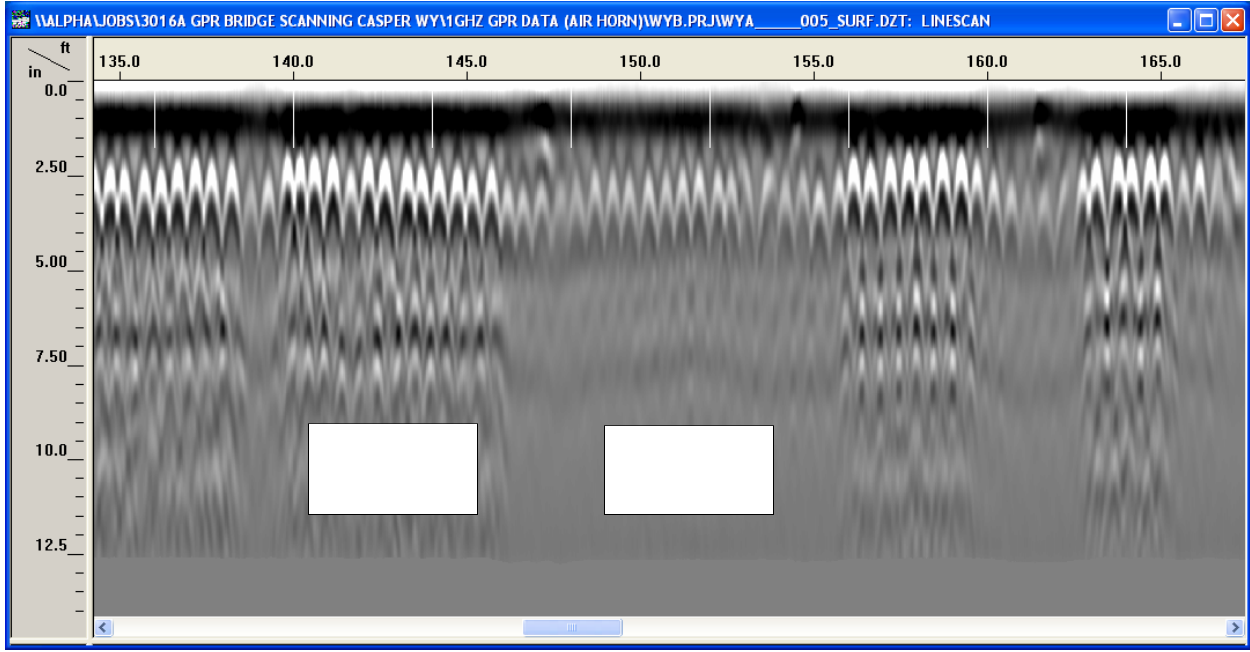 \\ALPHA\JOBS\3016A GPR BRIDGE SCANNING CASPER WY\1GHZ GPR DATA (AIR HORN)\WYB.PRJ\WYA_____005_SURF.DZT: LINESCAN
ft
in
135.0 140.0 145.0 150.0 155.0 160.0 165.0
0.0
2.50
5.00
7.50
10.0
12.5